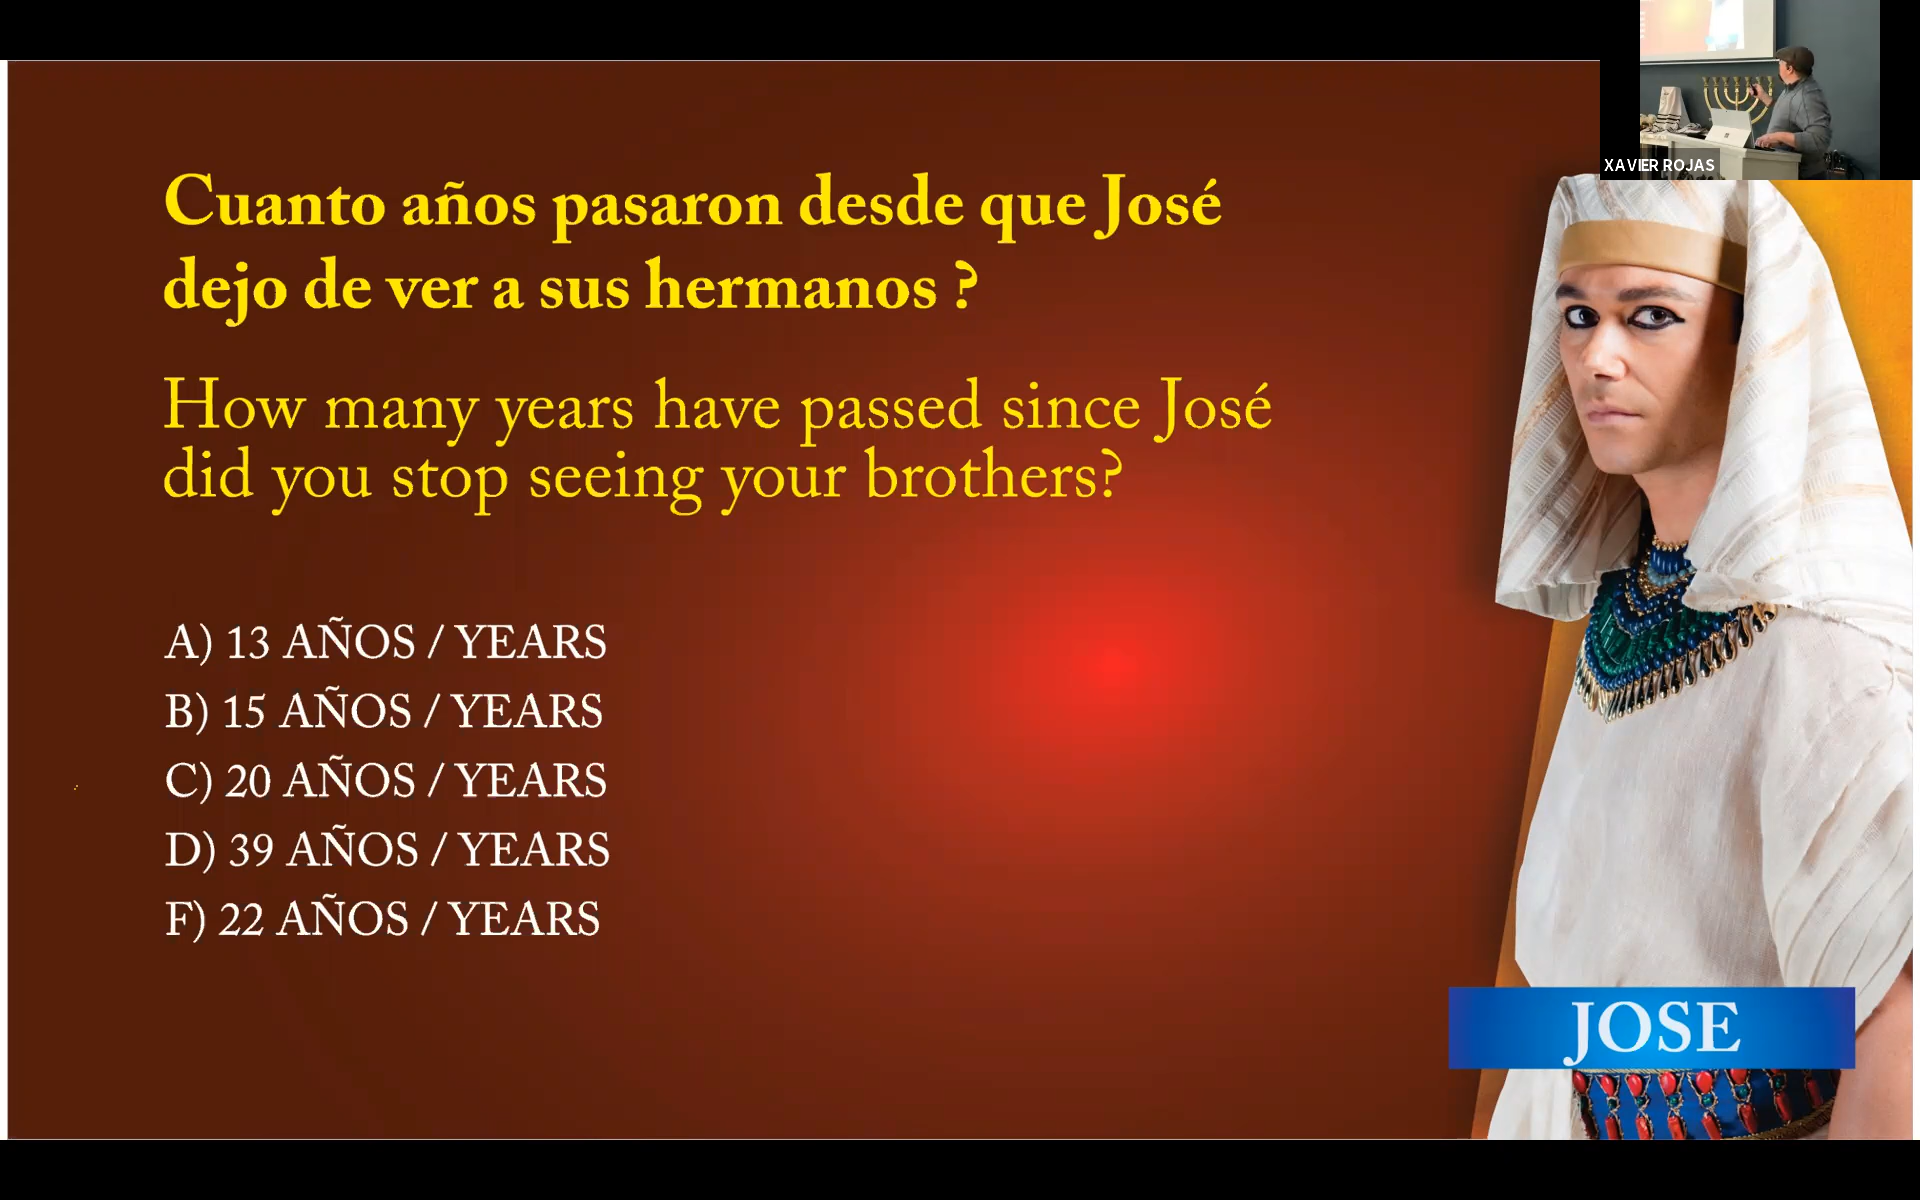 XAVIER ROJAS
Cuanto años pasaron desde que José
dejo de ver a sus hermanos ?
How many years have passed since José
did you stop seeing your brothers?
A) 13 AÑOS / YEARS
B) 15 AÑOS / YEARS
C) 20 AÑOS / YEARS
D) 39 AÑOS / YEARS
F) 22 AÑOS / YEARS
JOSE